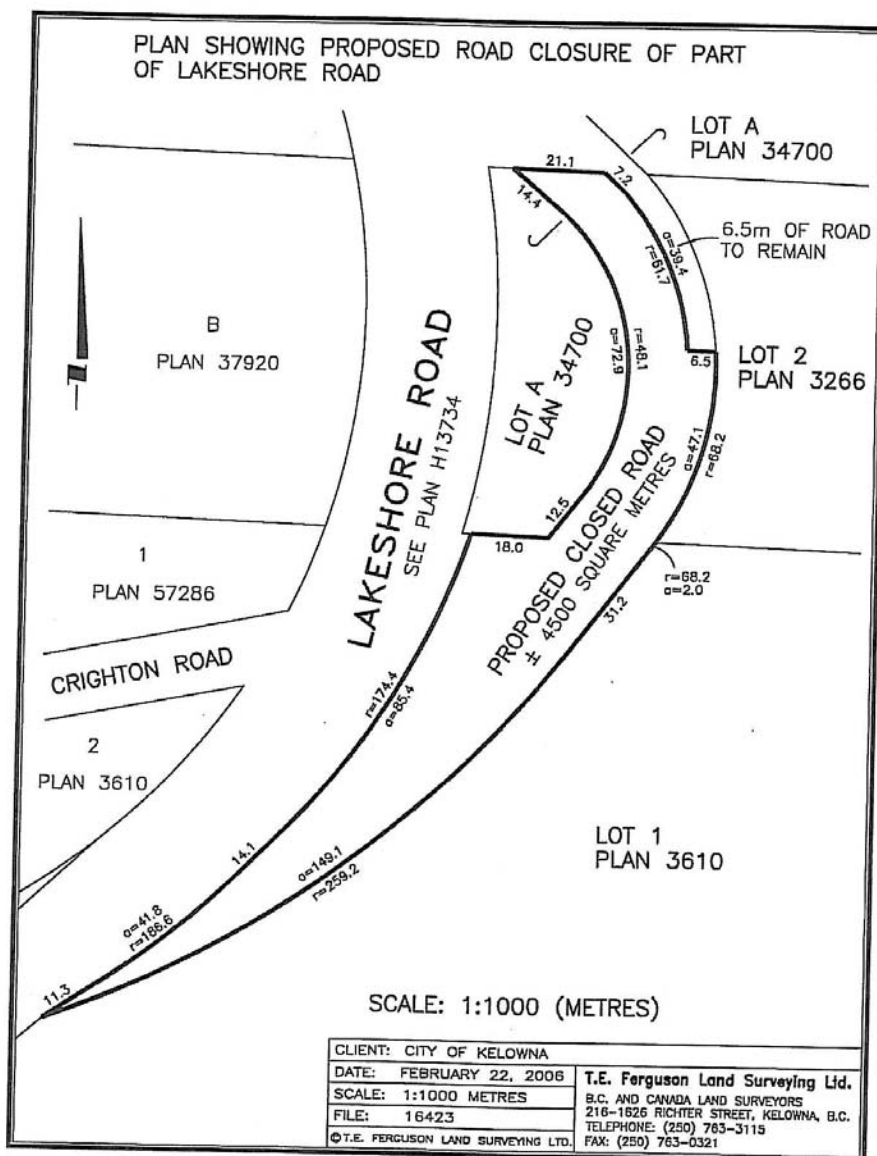 PLAN SHOWING PROPOSED ROAD CLOSURE OF PART
OF LAKESHORE ROAD
LOT A
PLAN 34700
21.1
7.2
14.4
6.5m OF ROAD
TO REMAIN
a=39.4
r=61.7
B
PLAN 37920
LOT A
PLAN 34700
r=48.1
a=72.9
6.5
LOT 2
PLAN 3266
LAKESHORE ROAD
SEE PLAN H13734
a=47.1
r=68.2
12.5
18.0
PROPOSED CLOSED ROAD
± 4500 SQUARE METRES
r=68.2
a=2.0
31.2
1
PLAN 57286
CRIGHTON ROAD
r=174.4
a=85.4
2
PLAN 3610
14.1
a=149.1
r=259.2
LOT 1
PLAN 3610
a=41.8
r=186.6
11.3
SCALE: 1:1000 (METRES)
CLIENT: CITY OF KELOWNA
DATE: FEBRUARY 22, 2006
SCALE: 1:1000 METRES
FILE: 16423
©T.E. FERGUSON LAND SURVEYING LTD.
T.E. Ferguson Land Surveying Ltd.
B.C. AND CANADA LAND SURVEYORS
216-1626 RICHTER STREET, KELOWNA, B.C.
TELEPHONE: (250) 763-3115
FAX: (250) 763-0321